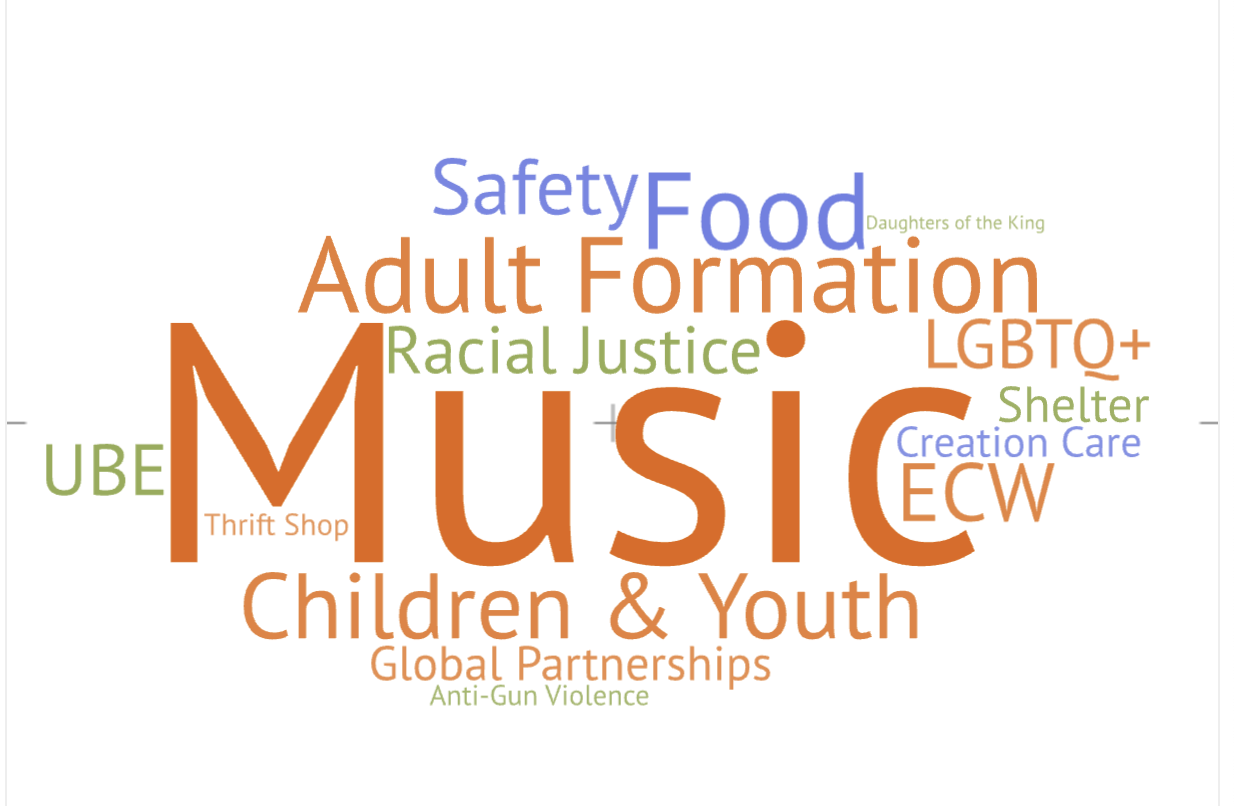 Safety
Food
Daughters of the King
Adult Formation
Racial Justice
LGBTQ+
Music
Shelter
Creation Care
UBE
ECW
Thrift Shop
Children & Youth
Global Partnerships
Anti-Gun Violence